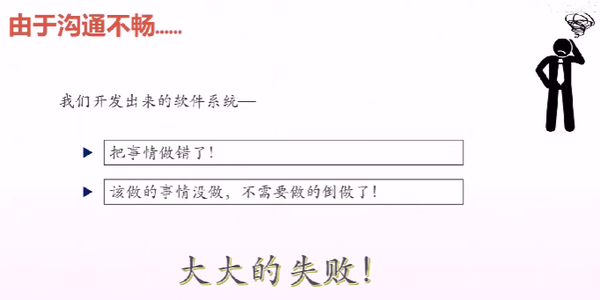 由于沟通不畅......
我们开发出来的软件系统—
把事情做错了!
该做的事情没做，不需要做的倒做了!
大大的失败!